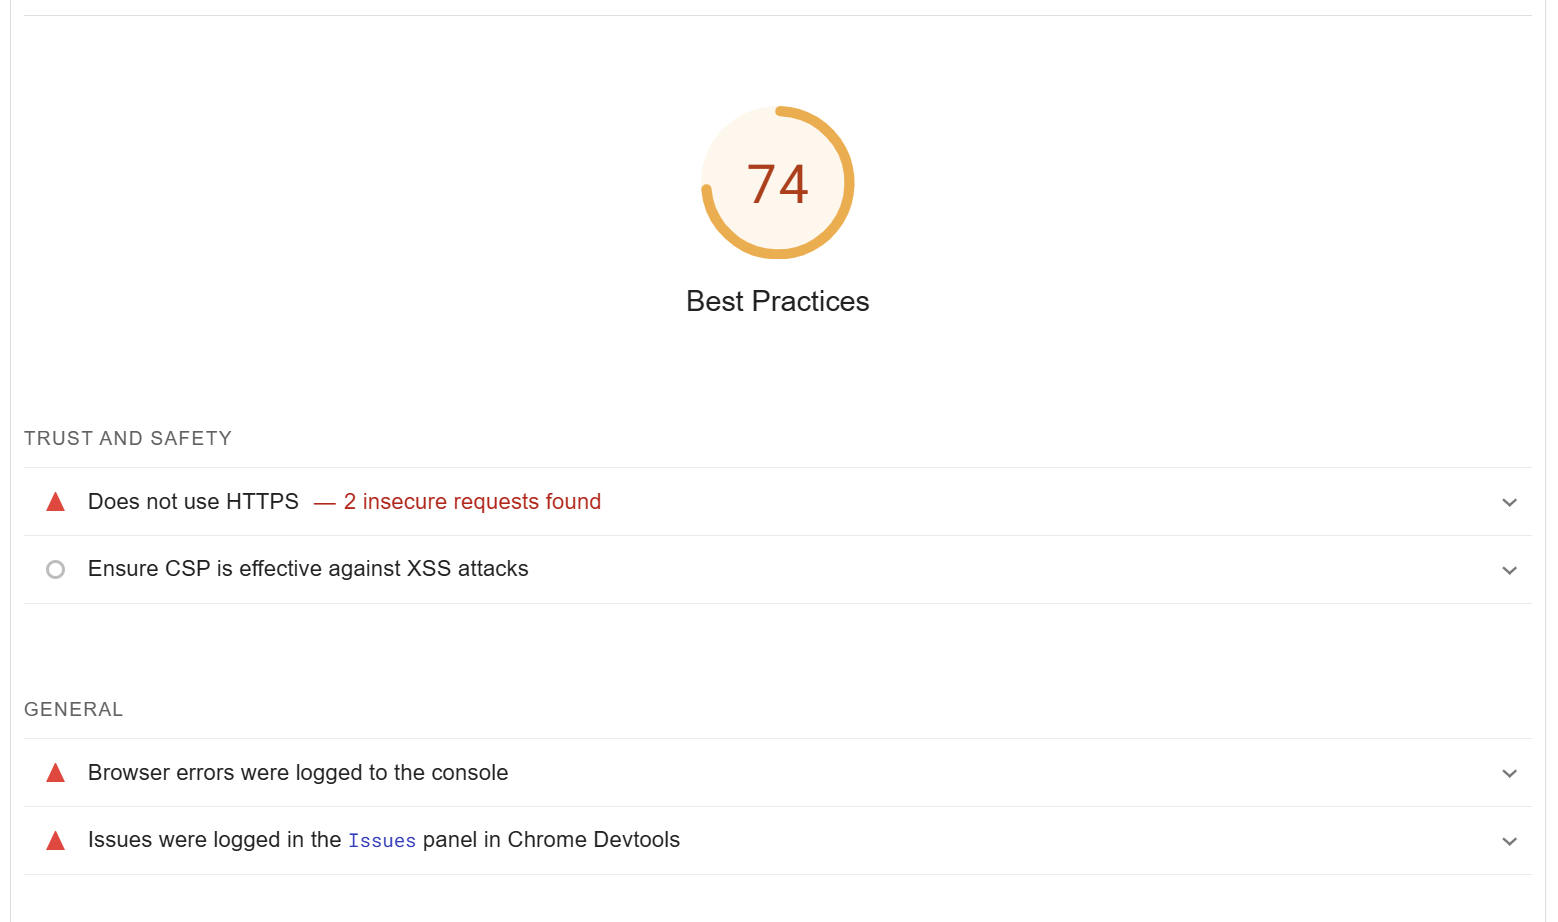 74
Best Practices
TRUST AND SAFETY
Does not use HTTPS — 2 insecure requests found
Ensure CSP is effective against XSS attacks
GENERAL
Browser errors were logged to the console
Issues were logged in the Issues panel in Chrome Devtools